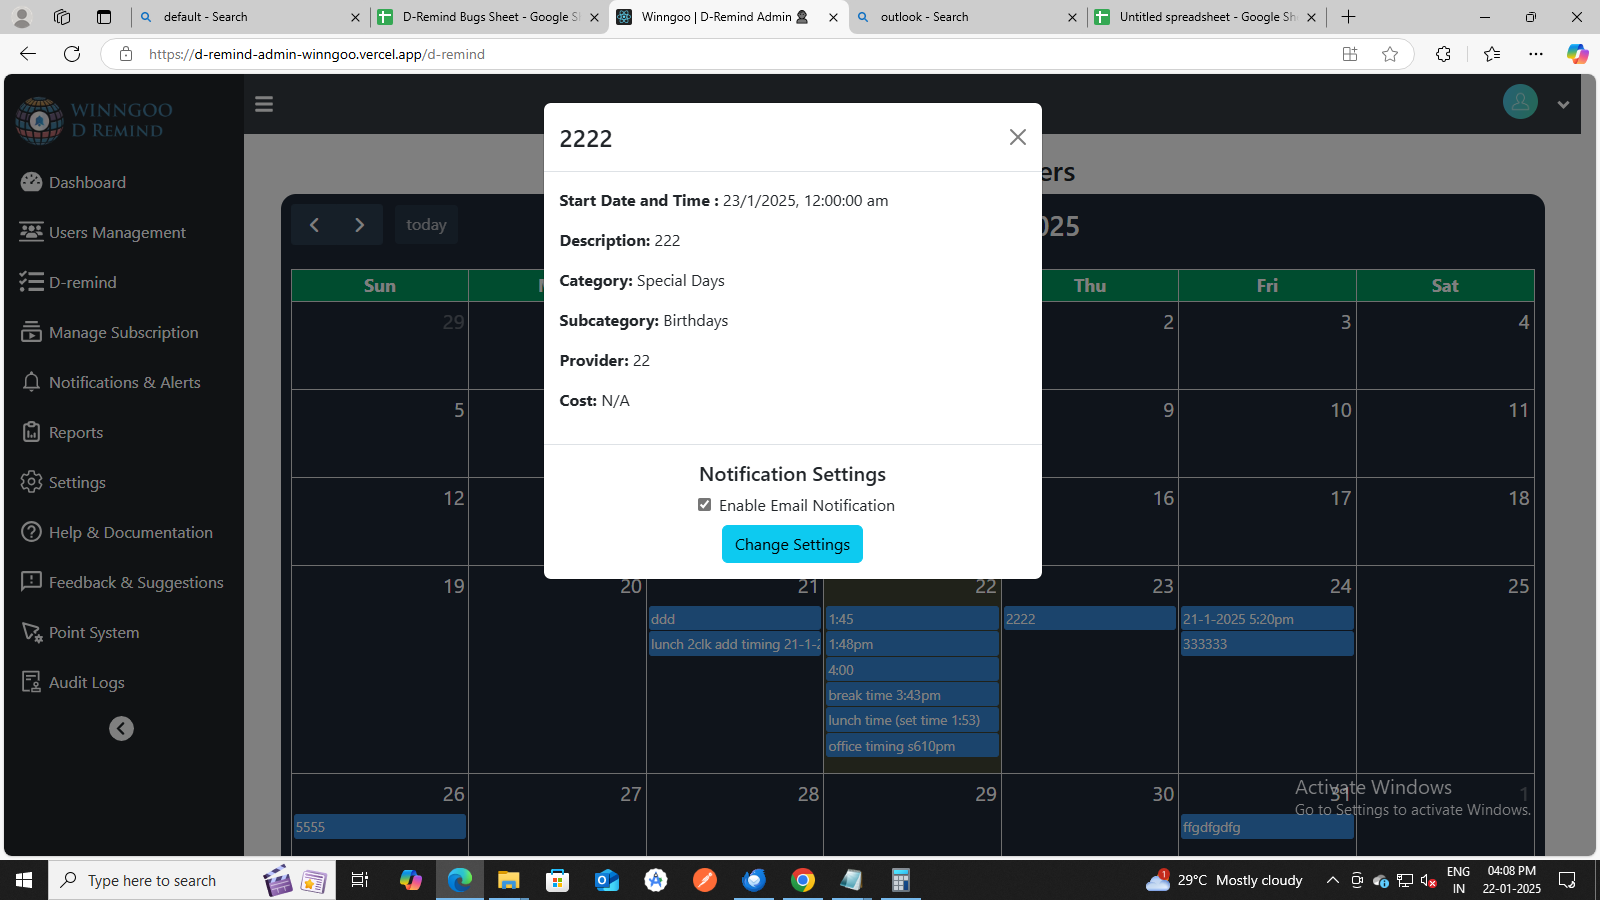 default - Search
D-Remind Bugs Sheet - Google S
Winngoo | D-Remind Admin
outlook - Search
Untitled spreadsheet - Google Sh
https://d-remind-admin-winngoo.vercel.app/d-remind
WINNGOO
D REMIND
Dashboard
Users Management
D-remind
Manage Subscription
Notifications & Alerts
Reports
Settings
Help & Documentation
Feedback & Suggestions
Point System
Audit Logs
ers
today
025
2222
Start Date and Time : 23/1/2025, 12:00:00 am
Description: 222
Category: Special Days
Subcategory: Birthdays
Provider: 22
Cost: N/A
Notification Settings
Enable Email Notification
Change Settings
Sun
Thu
Fri
Sat
29
2
3
4
5
9
10
11
12
16
17
18
19
20
21
22
23
24
25
ddd
lunch 2clk add timing 21-1-2
1:45
1:48pm
4:00
break time 3:43pm
lunch time (set time 1:53)
office timing s610pm
2222
21-1-2025 5:20pm
333333
26
27
28
29
30
31
1
5555
ffgdfgdfg
Activate Windows
Go to Settings to activate Windows.
Type here to search
1
29°C Mostly cloudy
ENG
IN
04:08 PM
22-01-2025